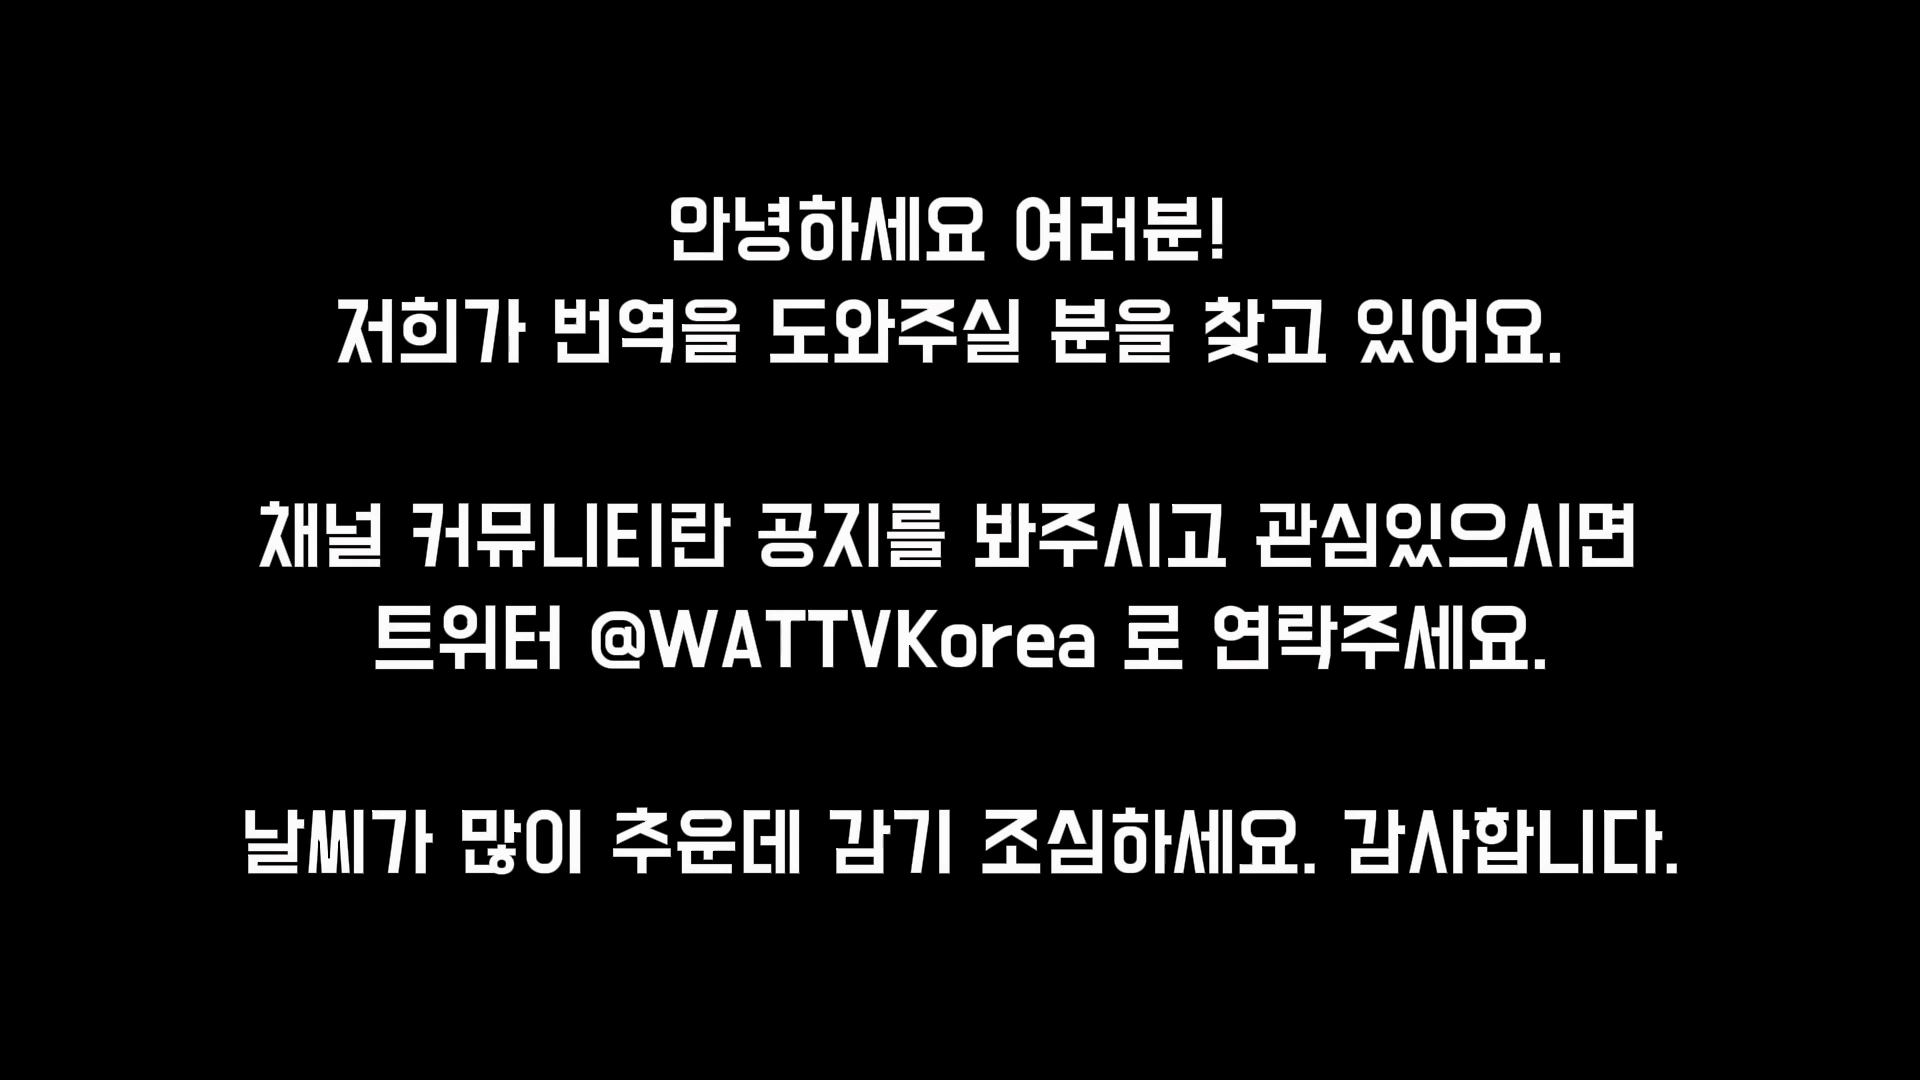 안녕하세요 여러분!
저희가 번역을 도와주실 분을 찾고 있어요.
채널 커뮤니티란 공지를 봐주시고 관심있으시면
트위터 @WATTVKorea 로 연락주세요.
날씨가 많이 추운데 감기 조심하세요. 감사합니다.